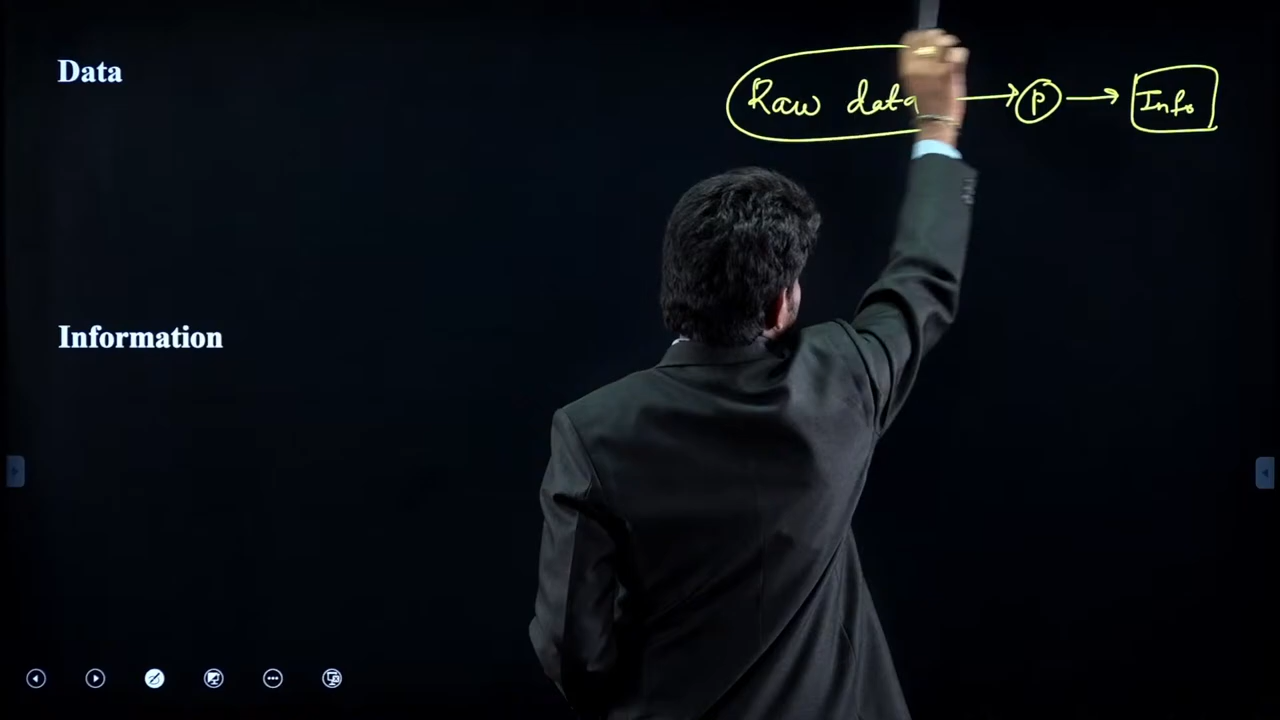 Data
Raw data → P → Info
Information